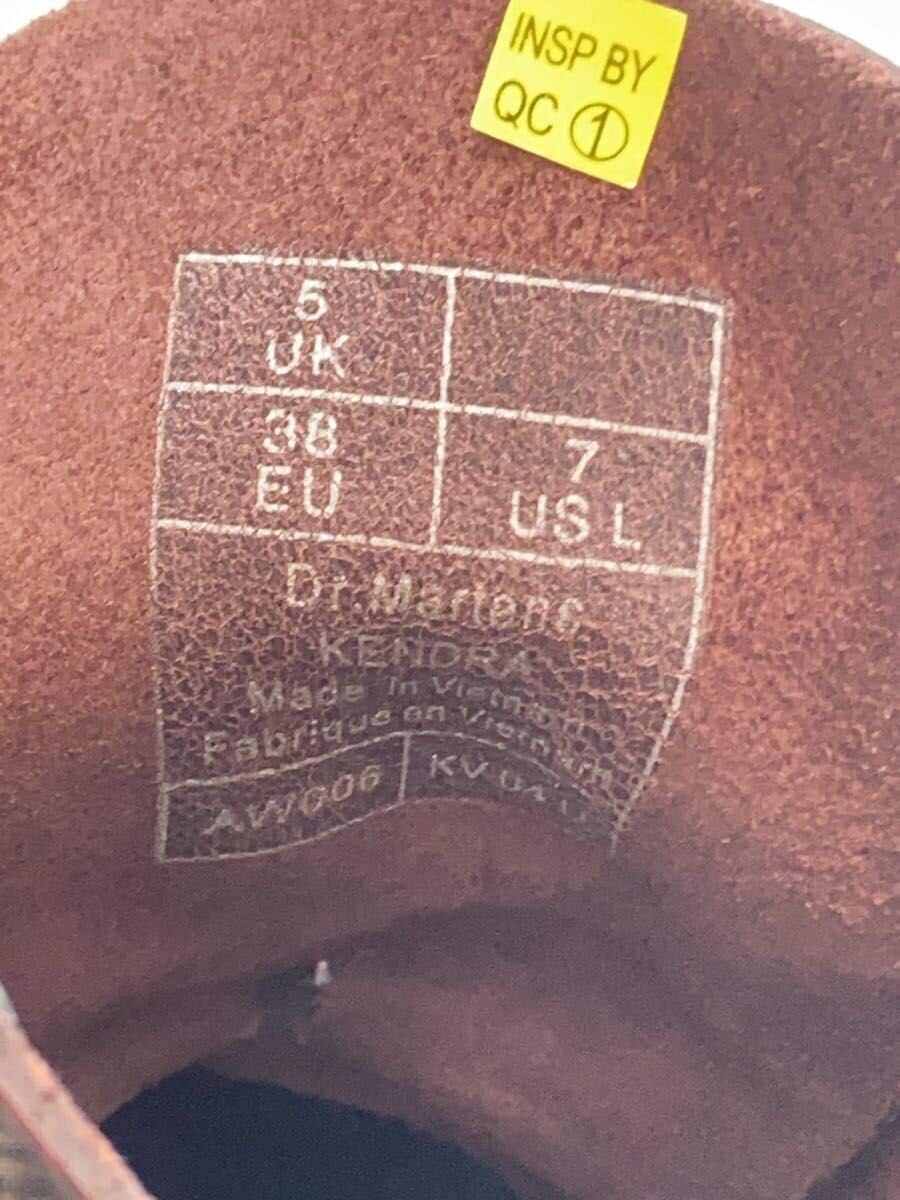 INSP BY
QC ①
5
UK
38
EU
7
US L
Dr.Martens
KENDRA
Made in Vietnam
Fabrique en Vietnam
AW006
KV